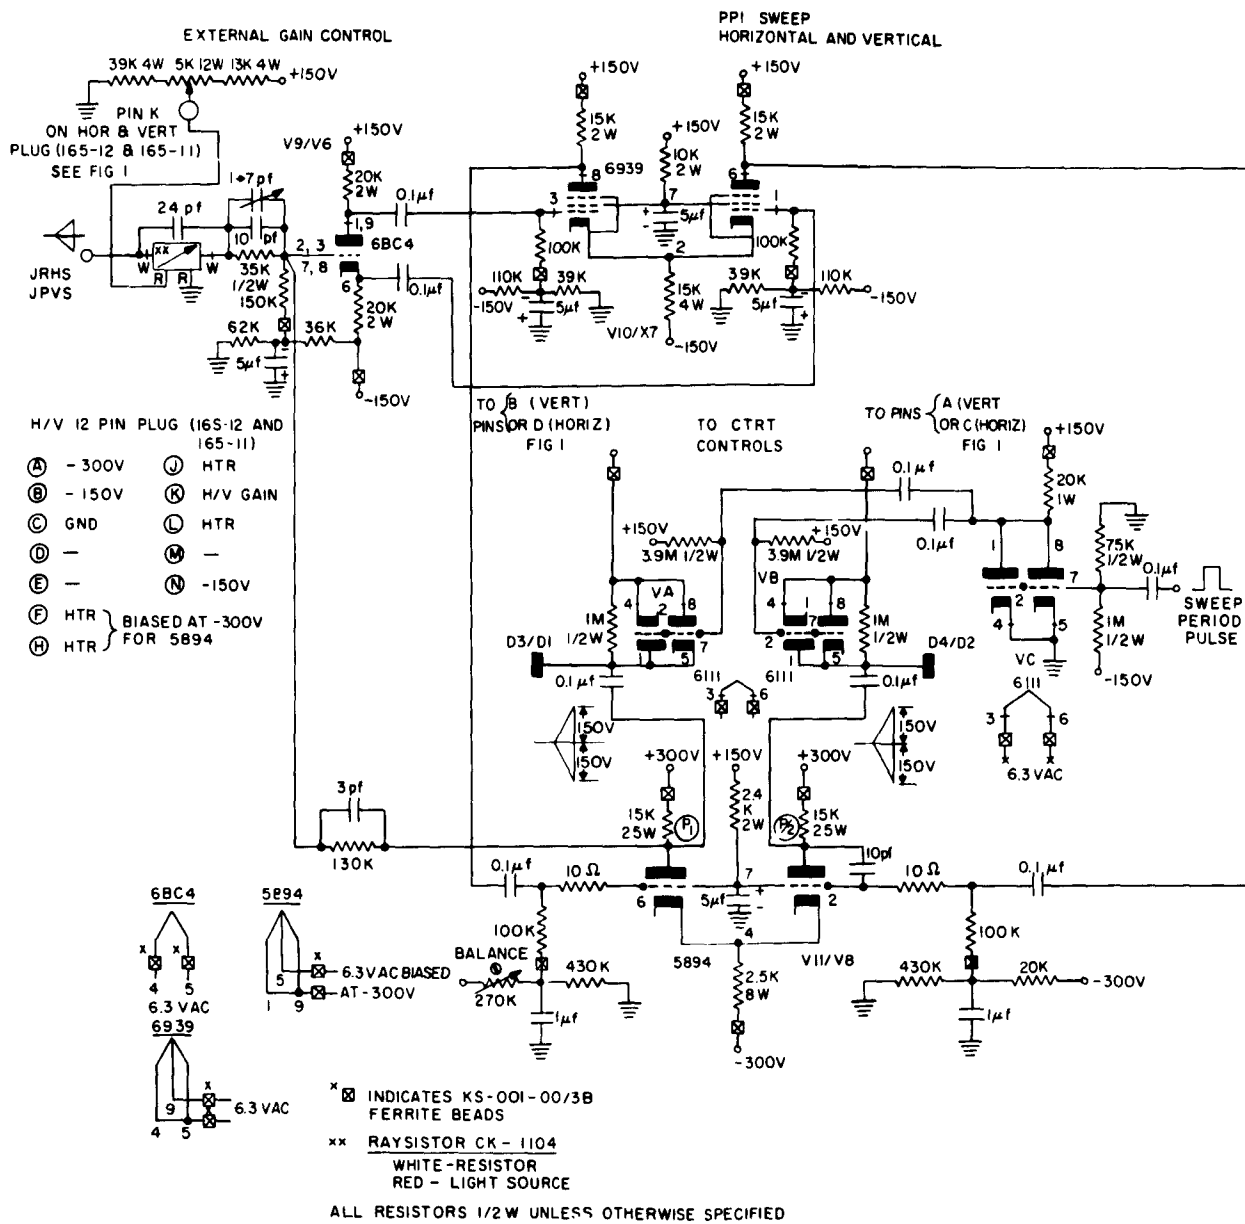 EXTERNAL GAIN CONTROL
PPI SWEEP
HORIZONTAL AND VERTICAL
39K 4W 5K 12W 13K 4W
+150V
PIN K
ON HOR & VERT
PLUG (165-12 & 165-11)
SEE FIG 1
1•7pf
24 pf
10 pf
xx
W W
R R
JRHS
JPVS
35K
1/2W
150K
62K
36K
5µf
+
V9/V6
+150V
20K
2W
0.1µf
1,9
2, 3
7, 8
6BC4
6
0.1µf
20K
2W
-150V
+150V
15K
2W
8
6939
3
+150V
10K
2W
7
+
-
5µf
+150V
15K
2W
6
1
100K
2
100K
110K
39K
-150V
5µf
+
15K
4W
V10/X7
-150V
39K
110K
5µf
+
-150V
H/V 12 PIN PLUG (16S-12 AND
165-11)
A - 300V
J HTR
B - 150V
K H/V GAIN
C GND
L HTR
D —
M —
E —
N -150V
F HTR
H HTR
BIASED AT -300V
FOR 5894
TO PINS { B (VERT)
OR D (HORIZ)
FIG 1
TO CTRT
CONTROLS
TO PINS { A (VERT
OR C (HORIZ)
FIG 1
+150V
0.1µf
20K
1W
+150V
3.9M 1/2W
+150V
3.9M 1/2W
0.1µf
1 8
75K
1/2W
0.1µf
7
2
4 5
SWEEP
PERIOD
PULSE
1M
1/2W
-150V
VC
6111
3 6
6.3 VAC
x x
VA
4 2 8
1M
1/2W
7
1 5
D3/D1
0.1µf
VB
4 1 8
7
2
1 5
1M
1/2W
D4/D2
6111 6111
3 6
0.1µf
150V
150V
150V
150V
+300V
+150V
+300V
15K
25W
P1
2.4
K
2W
P2
15K
25W
10pf
3pf
130K
0.1µf
10Ω
6
7
5µf
+
-
2
10Ω
0.1µf
100K
4
5894
V11/V8
100K
BALANCE
270K
430K
1µf
2.5K
8W
-300V
430K
20K
-300V
1µf
6BC4
x x
4 5
6.3 VAC
5894
5
1 9
x
6.3 VAC BIASED
AT -300V
6939
9
4 5
x
6.3 VAC
x INDICATES KS-001-00/3B
FERRITE BEADS
xx RAYSISTOR CK - 1104
WHITE-RESISTOR
RED - LIGHT SOURCE
ALL RESISTORS 1/2 W UNLESS OTHERWISE SPECIFIED